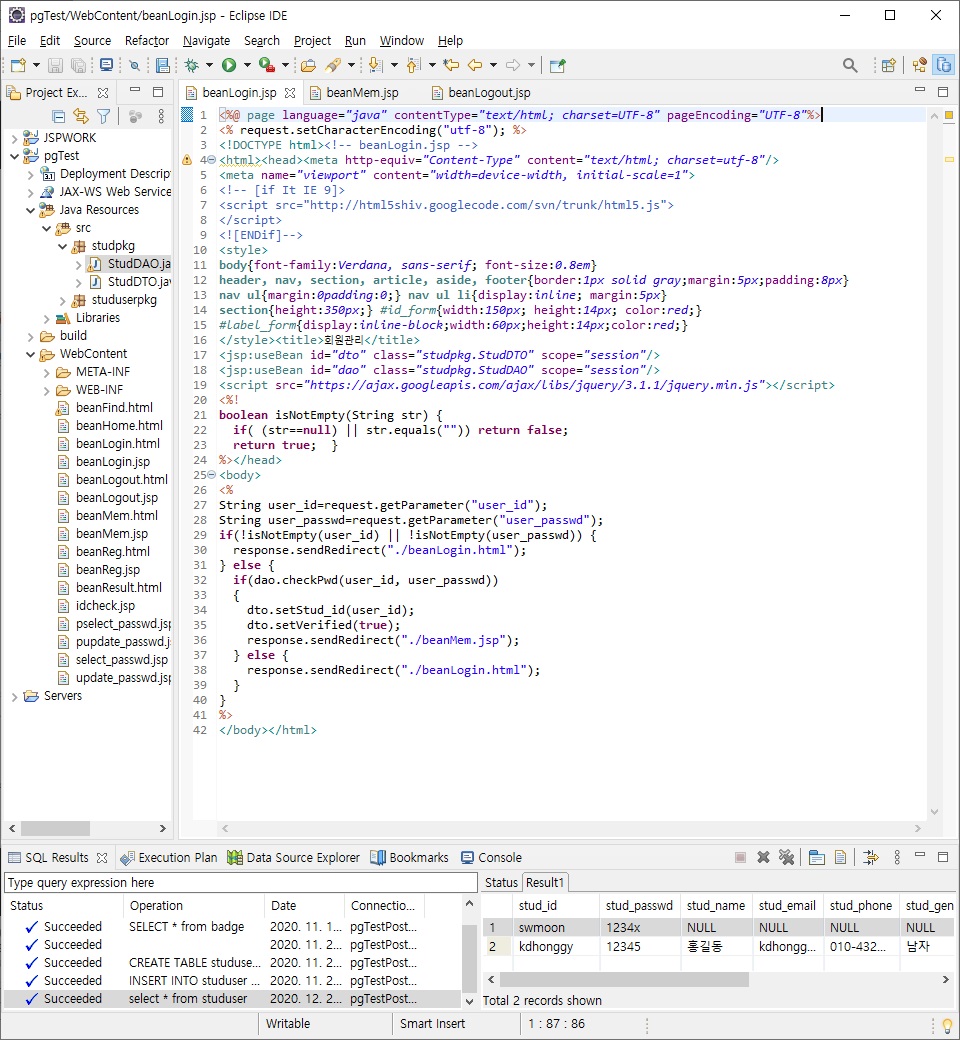 pgTest/WebContent/beanLogin.jsp - Eclipse IDE
File Edit Source Refactor Navigate Search Project Run Window Help
Project Ex...
beanLogin.jsp beanMem.jsp beanLogout.jsp
JSPWORK
pgTest
Deployment Descrip
JAX-WS Web Service
Java Resources
src
studpkg
StudDAO.ja
StudDTO.jav
studuserpkg
Libraries
build
WebContent
META-INF
WEB-INF
beanFind.html
beanHome.html
beanLogin.html
beanLogin.jsp
beanLogout.html
beanLogout.jsp
beanMem.html
beanMem.jsp
beanReg.html
beanReg.jsp
beanResult.html
idcheck.jsp
pselect_passwd.jsp
pupdate_passwd.j
select_passwd.jsp
update_passwd.jsp
Servers
1 <%@ page language="java" contentType="text/html; charset=UTF-8" pageEncoding="UTF-8"%>
2 <% request.setCharacterEncoding("utf-8"); %>
3 <!DOCTYPE html><!-- beanLogin.jsp -->
4 <html><head><meta http-equiv="Content-Type" content="text/html; charset=utf-8"/>
5 <meta name="viewport" content="width=device-width, initial-scale=1">
6 <!-- [if It IE 9]>
7 <script src="http://html5shiv.googlecode.com/svn/trunk/html5.js">
8 </script>
9 <![ENDif]-->
10 <style>
11 body{font-family:Verdana, sans-serif; font-size:0.8em}
12 header, nav, section, article, aside, footer{border:1px solid gray;margin:5px;padding:8px}
13 nav ul{margin:0padding:0;} nav ul li{display:inline; margin:5px}
14 section{height:350px;} #id_form{width:150px; height:14px; color:red;}
15 #label_form{display:inline-block;width:60px;height:14px;color:red;}
16 </style><title>회원관리</title>
17 <jsp:useBean id="dto" class="studpkg.StudDTO" scope="session"/>
18 <jsp:useBean id="dao" class="studpkg.StudDAO" scope="session"/>
19 <script src="https://ajax.googleapis.com/ajax/libs/jquery/3.1.1/jquery.min.js"></script>
20 <%!
21 boolean isNotEmpty(String str) {
22 if( (str==null) || str.equals("")) return false;
23 return true; }
24 %></head>
25 <body>
26 <%
27 String user_id=request.getParameter("user_id");
28 String user_passwd=request.getParameter("user_passwd");
29 if(!isNotEmpty(user_id) || !isNotEmpty(user_passwd)) {
30 response.sendRedirect("./beanLogin.html");
31 } else {
32 if(dao.checkPwd(user_id, user_passwd))
33 {
34 dto.setStud_id(user_id);
35 dto.setVerified(true);
36 response.sendRedirect("./beanMem.jsp");
37 } else {
38 response.sendRedirect("./beanLogin.html");
39 }
40 }
41 %>
42 </body></html>
SQL Results Execution Plan Data Source Explorer Bookmarks Console
Type query expression here
Status Operation Date Connectio...
Succeeded SELECT * from badge 2020. 11. 1... pgTestPost...
Succeeded 2020. 11. 2... pgTestPost...
Succeeded CREATE TABLE studuse... 2020. 11. 2... pgTestPost...
Succeeded INSERT INTO studuser ... 2020. 11. 2... pgTestPost...
Succeeded select * from studuser 2020. 12. 2... pgTestPost...
Status Result1
stud_id stud_passwd stud_name stud_email stud_phone stud_gen
1 swmoon 1234x NULL NULL NULL NULL
2 kdhonggy 12345 홍길동 kdhongg... 010-432... 남자
Total 2 records shown
Writable Smart Insert 1 : 87 : 86